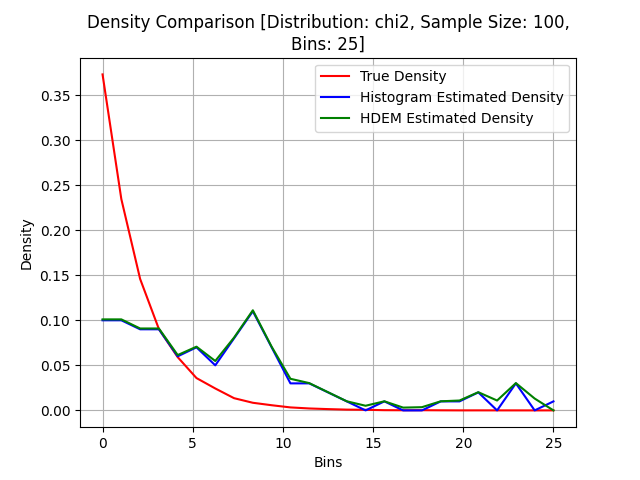 Density Comparison [Distribution: chi2, Sample Size: 100,
Bins: 25]
True Density
Histogram Estimated Density
HDEM Estimated Density
Density
0.35
0.30
0.25
0.20
0.15
0.10
0.05
0.00
0 5 10 15 20 25
Bins